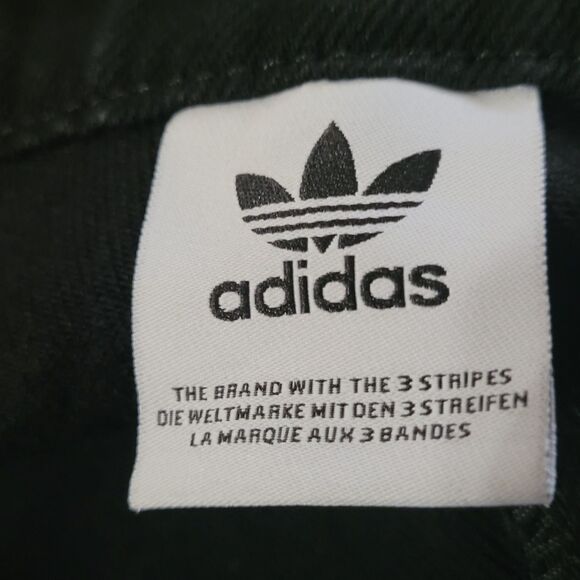 adidas
THE BRAND WITH THE 3 STRIPES
DIE WELTMARKE MIT DEN 3 STREIFEN
LA MARQUE AUX 3 BANDES